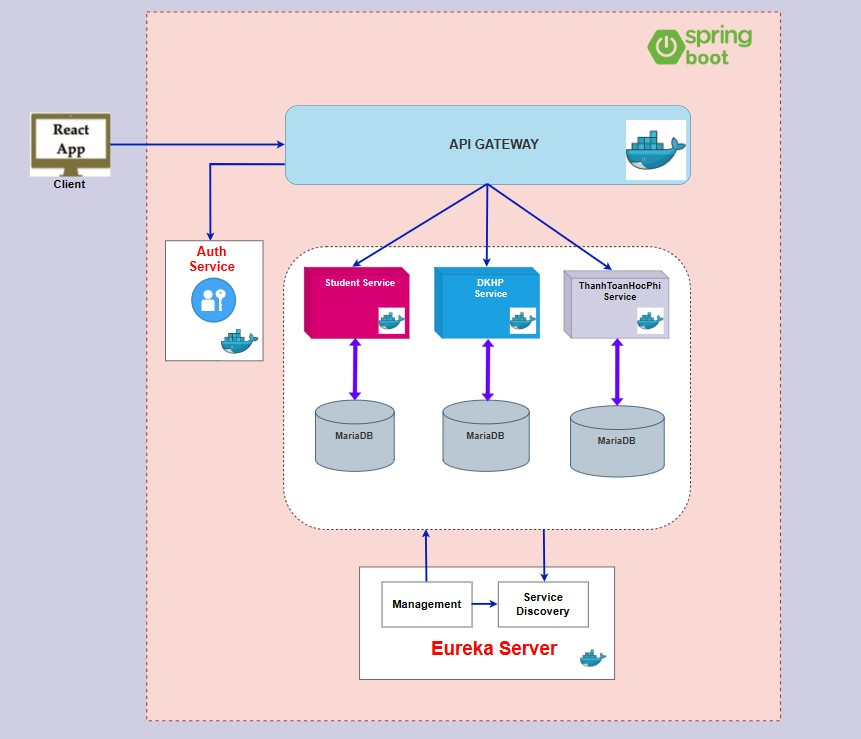 spring
boot
React
App
Client
API GATEWAY
Auth
Service
Student Service
DKHP
Service
ThanhToanHocPhi
Service
MariaDB
MariaDB
MariaDB
Management
Service
Discovery
Eureka Server